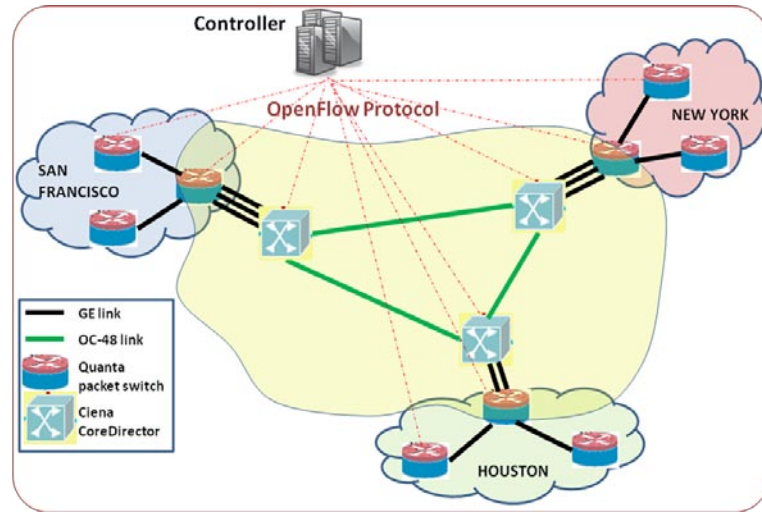 Controller
OpenFlow Protocol
NEW YORK
SAN
FRANCISCO
GE link
OC-48 link
Quanta
packet switch
Ciena
CoreDirector
HOUSTON